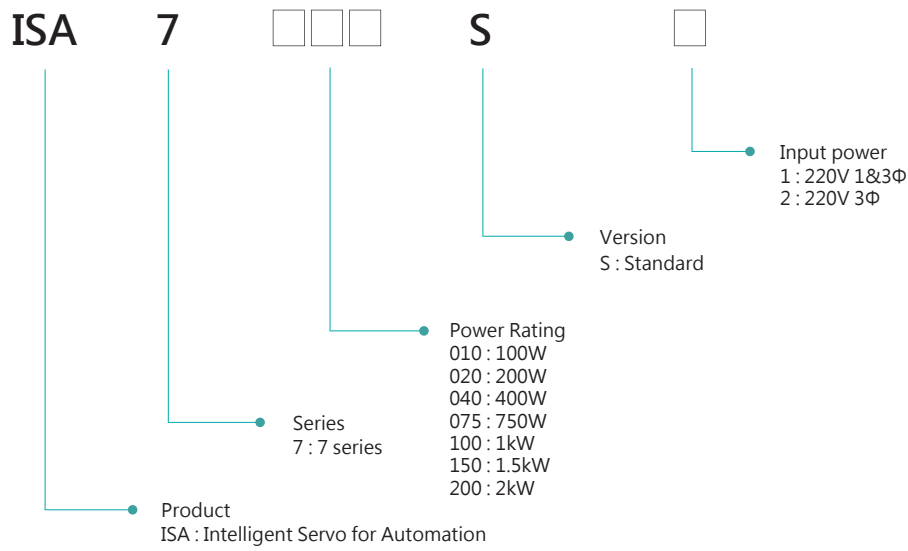 ISA 7 □□□ S □
Input power
1 : 220V 1&3Φ
2 : 220V 3Φ
Version
S : Standard
Power Rating
010 : 100W
020 : 200W
040 : 400W
075 : 750W
100 : 1kW
150 : 1.5kW
200 : 2kW
Series
7 : 7 series
Product
ISA : Intelligent Servo for Automation